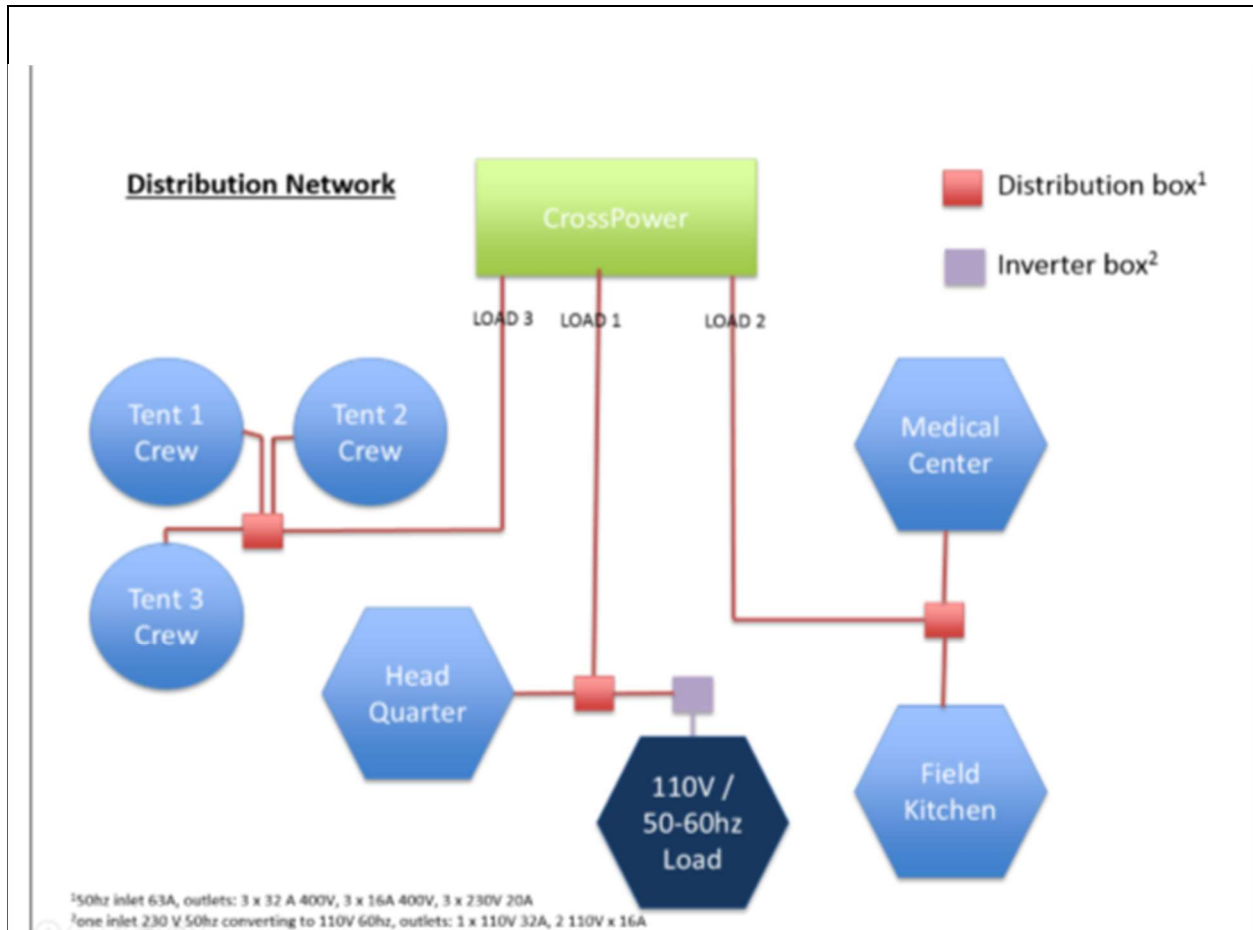 Distribution Network
CrossPower
Distribution box¹
Inverter box²
LOAD 3
LOAD 1
LOAD 2
Tent 1
Crew
Tent 2
Crew
Medical
Center
Tent 3
Crew
Head
Quarter
110V /
50-60hz
Load
Field
Kitchen
¹50hz inlet 63A, outlets: 3 x 32 A 400V, 3 x 16A 400V, 3 x 230V 20A
²one inlet 230 V 50hz converting to 110V 60hz, outlets: 1 x 110V 32A, 2 110V x 16A